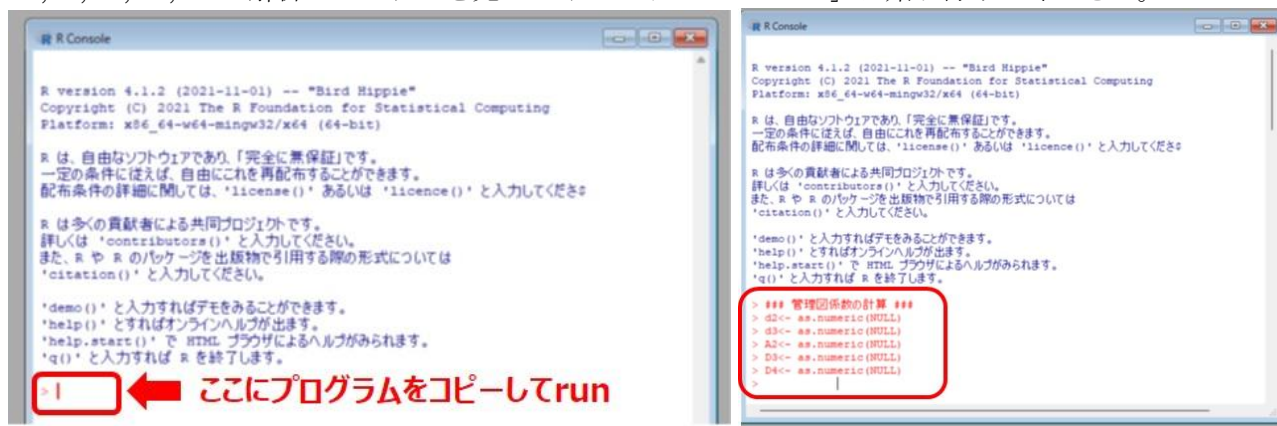 R Console
R version 4.1.2 (2021-11-01) -- "Bird Hippie"
Copyright (C) 2021 The R Foundation for Statistical Computing
Platform: x86_64-w64-mingw32/x64 (64-bit)
R は、自由なソフトウェアであり、「完全に無保証」です。
一定の条件に従えば、自由にこれを再配布することができます。
配布条件の詳細に関しては、'license()' あるいは 'licence()' と入力してくださ
R は多くの貢献者による共同プロジェクトです。
詳しくは 'contributors()' と入力してください。
また、R や R のパッケージを出版物で引用する際の形式については
'citation()' と入力してください。
'demo()' と入力すればデモをみることができます。
'help()' とすればオンラインヘルプが出ます。
'help.start()' で HTML ブラウザによるヘルプがみられます。
'q()' と入力すれば R を終了します。
>
ここにプログラムをコピーしてrun
R Console
R version 4.1.2 (2021-11-01) -- "Bird Hippie"
Copyright (C) 2021 The R Foundation for Statistical Computing
Platform: x86_64-w64-mingw32/x64 (64-bit)
R は、自由なソフトウェアであり、「完全に無保証」です。
一定の条件に従えば、自由にこれを再配布することができます。
配布条件の詳細に関しては、'license()' あるいは 'licence()' と入力してくださ
R は多くの貢献者による共同プロジェクトです。
詳しくは 'contributors()' と入力してください。
また、R や R のパッケージを出版物で引用する際の形式については
'citation()' と入力してください。
'demo()' と入力すればデモをみることができます。
'help()' とすればオンラインヘルプが出ます。
'help.start()' で HTML ブラウザによるヘルプがみられます。
'q()' と入力すれば R を終了します。
> ### 管理図係数の計算 ###
> d2<- as.numeric(NULL)
> d3<- as.numeric(NULL)
> A2<- as.numeric(NULL)
> D3<- as.numeric(NULL)
> D4<- as.numeric(NULL)
>